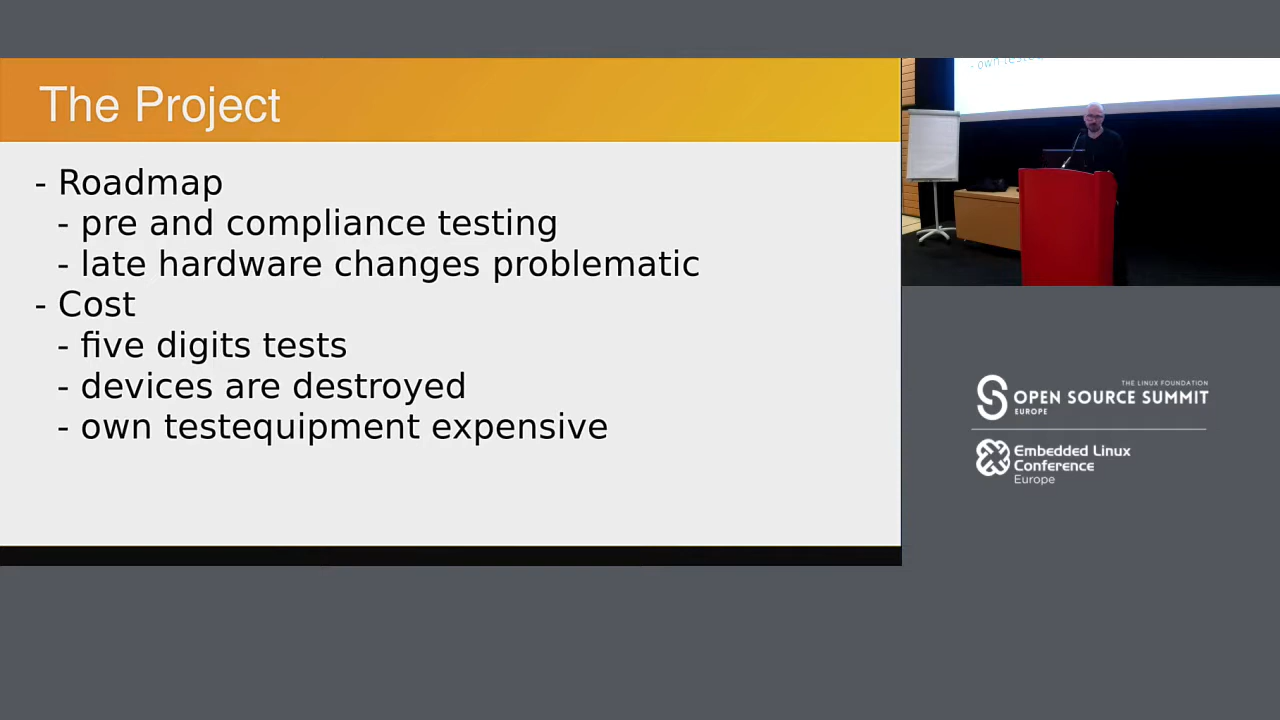 The Project
- Roadmap
- pre and compliance testing
- late hardware changes problematic
- Cost
- five digits tests
- devices are destroyed
- own testequipment expensive
- own
THE LINUX FOUNDATION
OPEN SOURCE SUMMIT
EUROPE
Embedded Linux
Conference
Europe